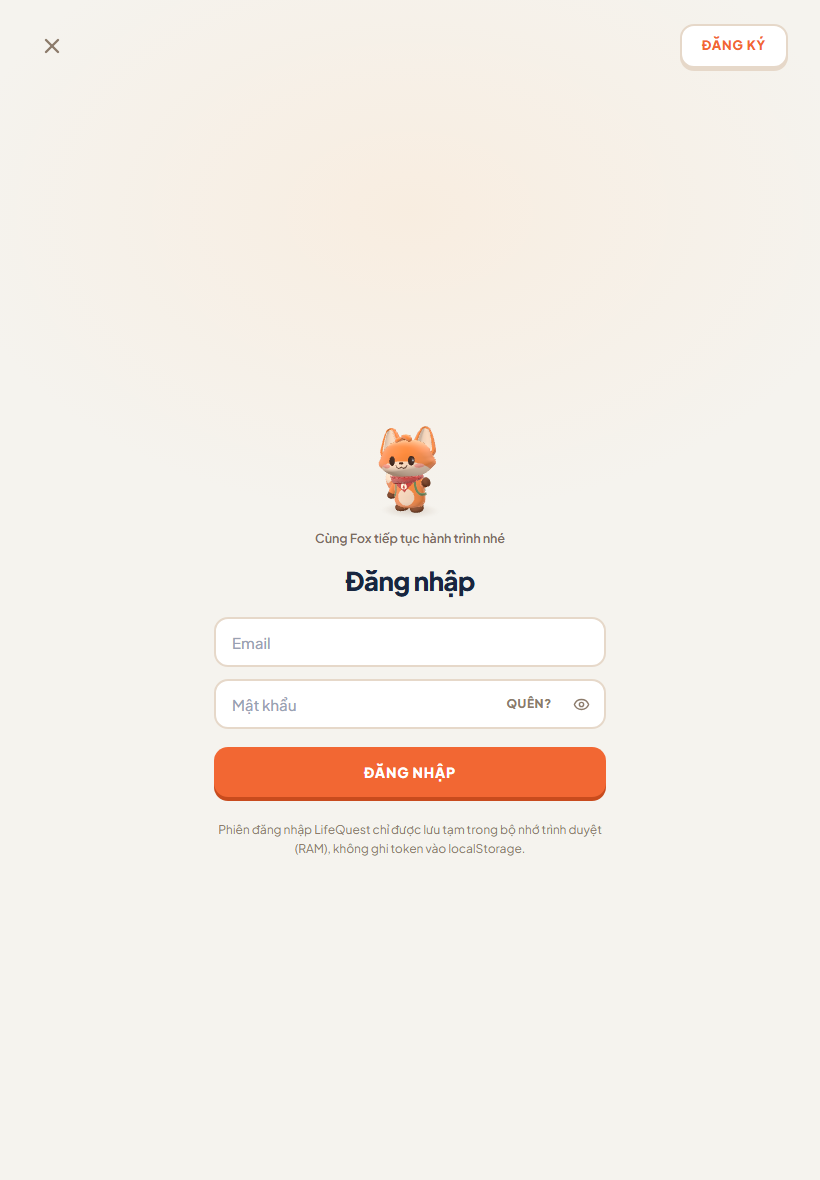 ĐĂNG KÝ
Cùng Fox tiếp tục hành trình nhé
Đăng nhập
Email
Mật khẩu
QUÊN?
ĐĂNG NHẬP
Phiên đăng nhập LifeQuest chỉ được lưu tạm trong bộ nhớ trình duyệt
(RAM), không ghi token vào localStorage.